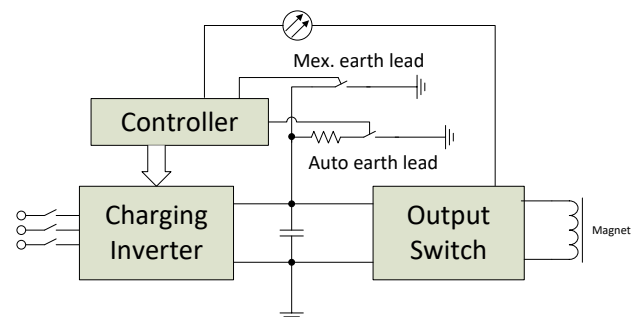 Mex. earth lead
Controller
Auto earth lead
Charging
Inverter
Output
Switch
Magnet